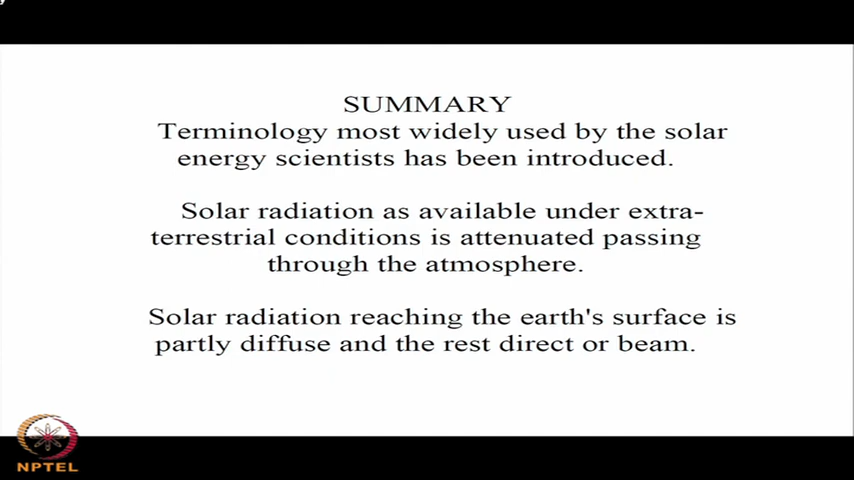 SUMMARY
Terminology most widely used by the solar
energy scientists has been introduced.
Solar radiation as available under extra-
terrestrial conditions is attenuated passing
through the atmosphere.
Solar radiation reaching the earth's surface is
partly diffuse and the rest direct or beam.
NPTEL